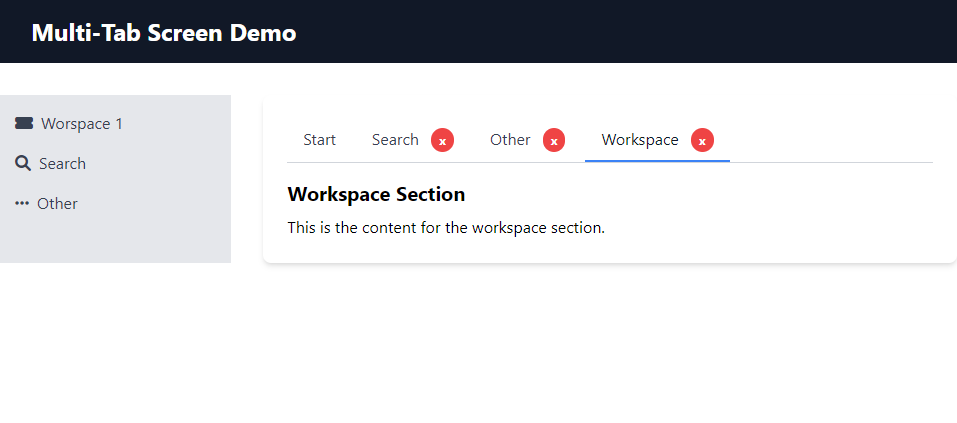 Multi-Tab Screen Demo
Worspace 1
Search
Other
Start Search x Other x Workspace x
Workspace Section
This is the content for the workspace section.